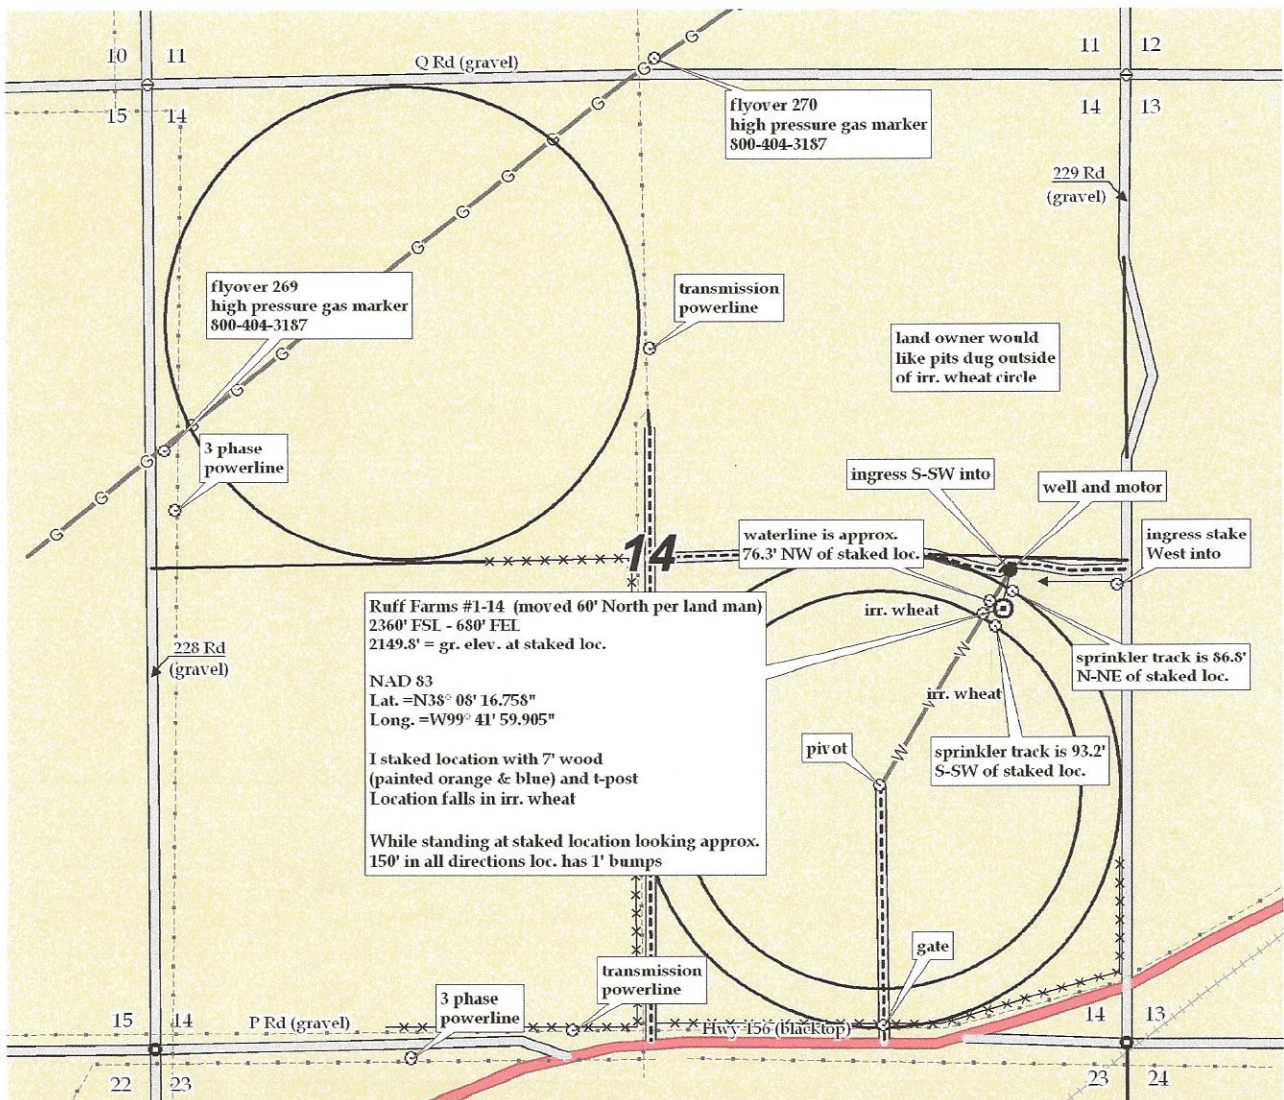 10
11
11
12
Q Rd (gravel)
15
14
14
13
flyover 270
high pressure gas marker
800-404-3187
229 Rd
(gravel)
flyover 269
high pressure gas marker
800-404-3187
transmission
powerline
land owner would
like pits dug outside
of irr. wheat circle
3 phase
powerline
ingress S-SW into
well and motor
waterline is approx.
76.3' NW of staked loc.
ingress stake
West into
14
Ruff Farms #1-14 (moved 60' North per land man)
2360' FSL - 680' FEL
2149.8' = gr. elev. at staked loc.
NAD 83
Lat. =N38° 08' 16.758"
Long. =W99° 41' 59.905"
I staked location with 7' wood
(painted orange & blue) and t-post
Location falls in irr. wheat
While standing at staked location looking approx.
150' in all directions loc. has 1' bumps
irr. wheat
228 Rd
(gravel)
sprinkler track is 86.8'
N-NE of staked loc.
irr. wheat
pivot
sprinkler track is 93.2'
S-SW of staked loc.
gate
transmission
powerline
3 phase
powerline
15
14
P Rd (gravel)
Hwy 156 (blacktop)
14
13
22
23
23
24
G
G
G
G
G
G
G
G
G
G
G
G
W
W
W